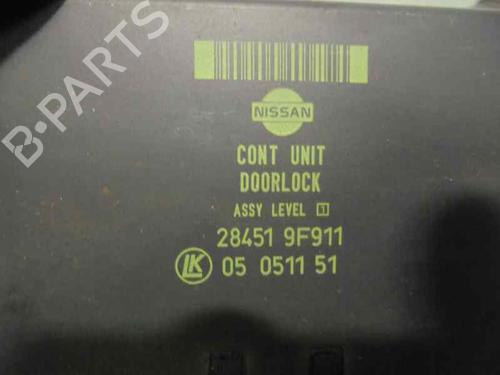 B-PARTS
NISSAN
CONT UNIT
DOORLOCK
ASSY LEVEL 1
28451 9F911
LK 05 0511 51